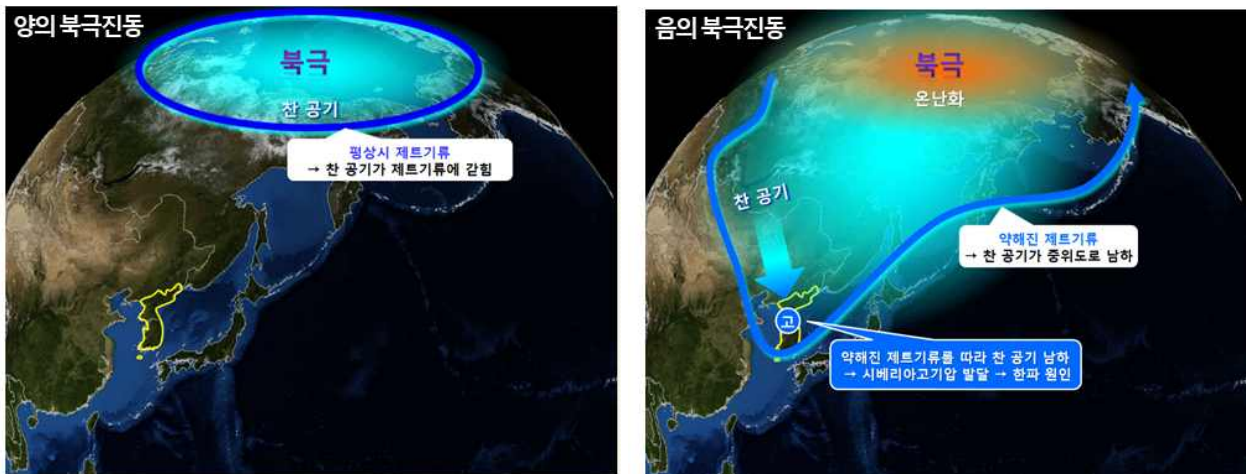 양의 북극진동
북극
찬 공기
평상시 제트기류
→ 찬 공기가 제트기류에 갇힘
음의 북극진동
북극
온난화
찬 공기
약해진 제트기류
→ 찬 공기가 중위도로 남하
고
약해진 제트기류를 따라 찬 공기 남하
→ 시베리아고기압 발달 → 한파 원인